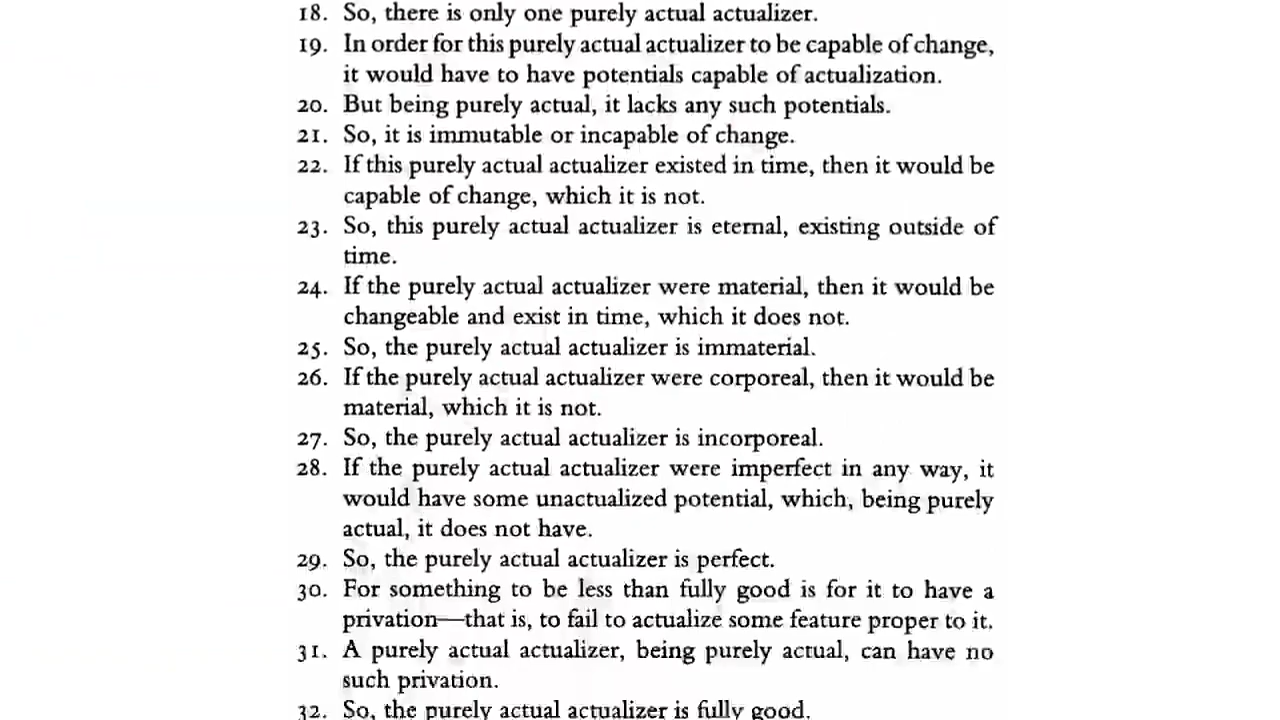 18. So, there is only one purely actual actualizer.
19. In order for this purely actual actualizer to be capable of change,
it would have to have potentials capable of actualization.
20. But being purely actual, it lacks any such potentials.
21. So, it is immutable or incapable of change.
22. If this purely actual actualizer existed in time, then it would be
capable of change, which it is not.
23. So, this purely actual actualizer is eternal, existing outside of
time.
24. If the purely actual actualizer were material, then it would be
changeable and exist in time, which it does not.
25. So, the purely actual actualizer is immaterial.
26. If the purely actual actualizer were corporeal, then it would be
material, which it is not.
27. So, the purely actual actualizer is incorporeal.
28. If the purely actual actualizer were imperfect in any way, it
would have some unactualized potential, which, being purely
actual, it does not have.
29. So, the purely actual actualizer is perfect.
30. For something to be less than fully good is for it to have a
privation—that is, to fail to actualize some feature proper to it.
31. A purely actual actualizer, being purely actual, can have no
such privation.
32. So, the purely actual actualizer is fully good.